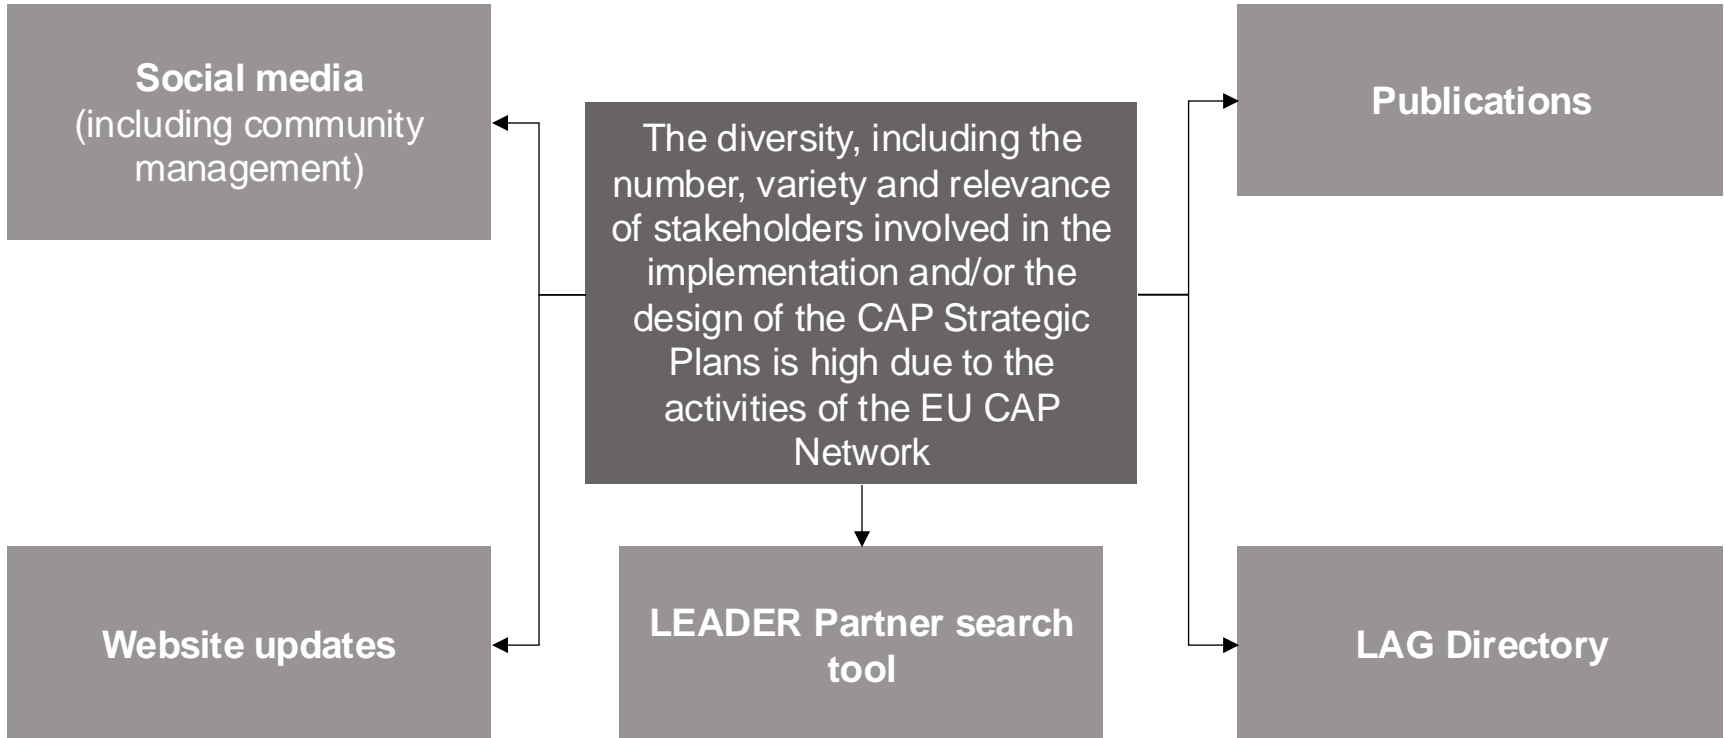 Social media
(including community
management)
Publications
The diversity, including the
number, variety and relevance
of stakeholders involved in the
implementation and/or the
design of the CAP Strategic
Plans is high due to the
activities of the EU CAP
Network
Website updates
LEADER Partner search
tool
LAG Directory